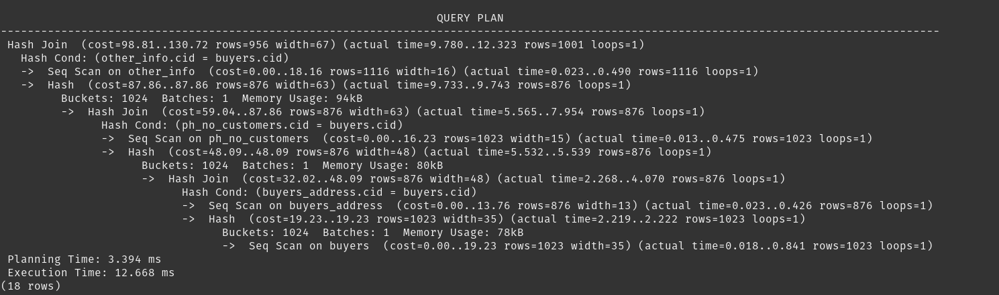 QUERY PLAN
--------------------------------------------------------------------------------------------------------------------------------------------
Hash Join  (cost=98.81..130.72 rows=956 width=67) (actual time=9.780..12.323 rows=1001 loops=1)
  Hash Cond: (other_info.cid = buyers.cid)
  ->  Seq Scan on other_info  (cost=0.00..18.16 rows=1116 width=16) (actual time=0.023..0.490 rows=1116 loops=1)
  ->  Hash  (cost=87.86..87.86 rows=876 width=63) (actual time=9.733..9.743 rows=876 loops=1)
        Buckets: 1024  Batches: 1  Memory Usage: 94kB
        ->  Hash Join  (cost=59.04..87.86 rows=876 width=63) (actual time=5.565..7.954 rows=876 loops=1)
              Hash Cond: (ph_no_customers.cid = buyers.cid)
              ->  Seq Scan on ph_no_customers  (cost=0.00..16.23 rows=1023 width=15) (actual time=0.013..0.475 rows=1023 loops=1)
              ->  Hash  (cost=48.09..48.09 rows=876 width=48) (actual time=5.532..5.539 rows=876 loops=1)
                    Buckets: 1024  Batches: 1  Memory Usage: 80kB
                    ->  Hash Join  (cost=32.02..48.09 rows=876 width=48) (actual time=2.268..4.070 rows=876 loops=1)
                          Hash Cond: (buyers_address.cid = buyers.cid)
                          ->  Seq Scan on buyers_address  (cost=0.00..13.76 rows=876 width=13) (actual time=0.023..0.426 rows=876 loops=1)
                          ->  Hash  (cost=19.23..19.23 rows=1023 width=35) (actual time=2.219..2.222 rows=1023 loops=1)
                                Buckets: 1024  Batches: 1  Memory Usage: 78kB
                                ->  Seq Scan on buyers  (cost=0.00..19.23 rows=1023 width=35) (actual time=0.018..0.841 rows=1023 loops=1)
Planning Time: 3.394 ms
Execution Time: 12.668 ms
(18 rows)